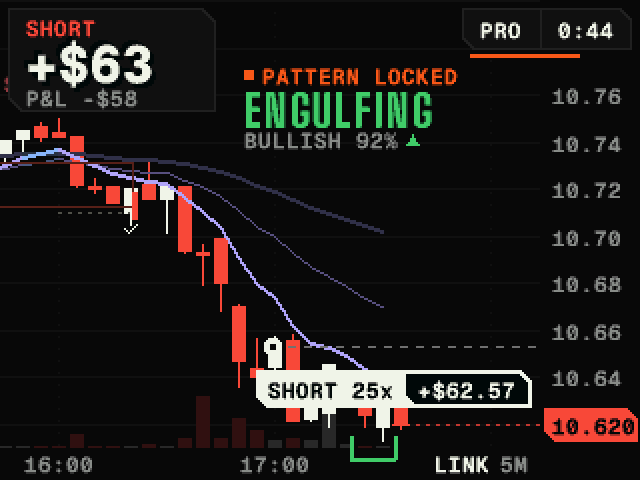 SHORT
+$63
P&L -$58
PRO 0:44
PATTERN LOCKED
ENGULFING
BULLISH 92%
10.76
10.74
10.72
10.70
10.68
10.66
10.64
SHORT 25x +$62.57
10.620
16:00 17:00 LINK 5M